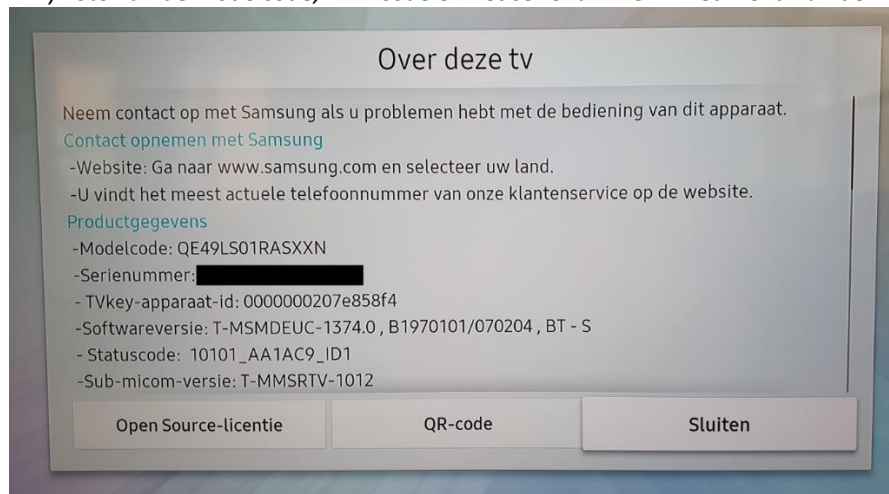 Over deze tv
Neem contact op met Samsung als u problemen hebt met de bediening van dit apparaat.
Contact opnemen met Samsung
-Website: Ga naar www.samsung.com en selecteer uw land.
-U vindt het meest actuele telefoonnummer van onze klantenservice op de website.
Productgegevens
-Modelcode: QE49LS01RASXXN
-Serienummer:
- TVkey-apparaat-id: 0000000207e858f4
-Softwareversie: T-MSMDEUC-1374.0 , B1970101/070204 , BT - S
- Statuscode: 10101_AA1AC9_ID1
-Sub-micom-versie: T-MMSRTV-1012
Open Source-licentie
QR-code
Sluiten